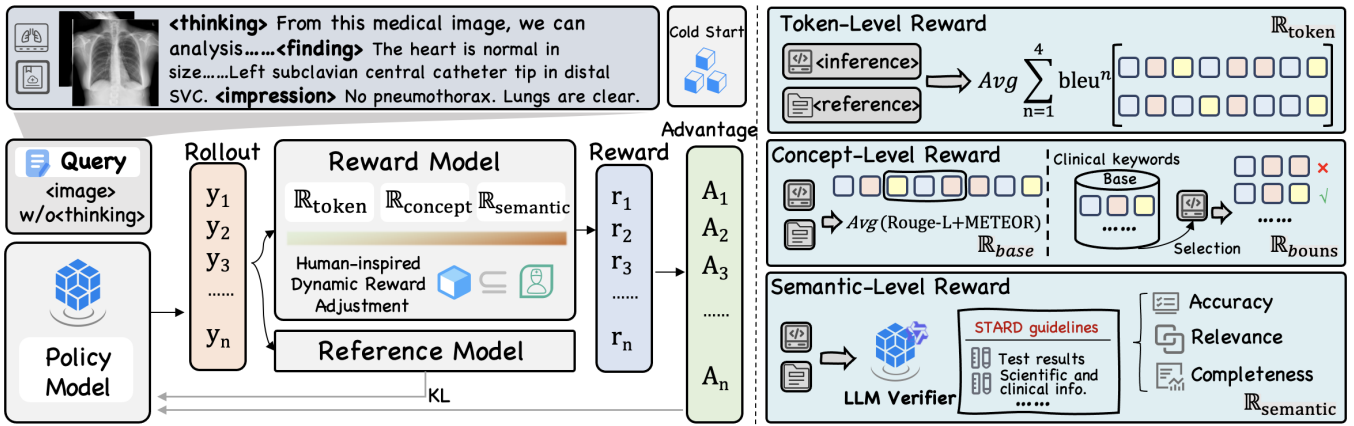 <thinking> From this medical image, we can
analysis......<finding> The heart is normal in
size......Left subclavian central catheter tip in distal
SVC. <impression> No pneumothorax. Lungs are clear.
Cold Start
Query
<image>
w/o<thinking>
Policy
Model
Rollout
y1
y2
y3
......
yn
Reward Model
ℝtoken
ℝconcept
ℝsemantic
Human-inspired
Dynamic Reward
Adjustment
⊆
Reference Model
KL
Reward
r1
r2
r3
......
rn
Advantage
A1
A2
A3
......
An
Token-Level Reward
ℝtoken
<inference>
<reference>
Avg ∑ n=1 4 bleuⁿ
Concept-Level Reward
Avg(Rouge-L+METEOR)
ℝbase
Clinical keywords
Base
......
Selection
×
√
......
ℝbouns
Semantic-Level Reward
LLM Verifier
STARD guidelines
Test results
Scientific and
clinical info.
......
Accuracy
Relevance
Completeness
ℝsemantic